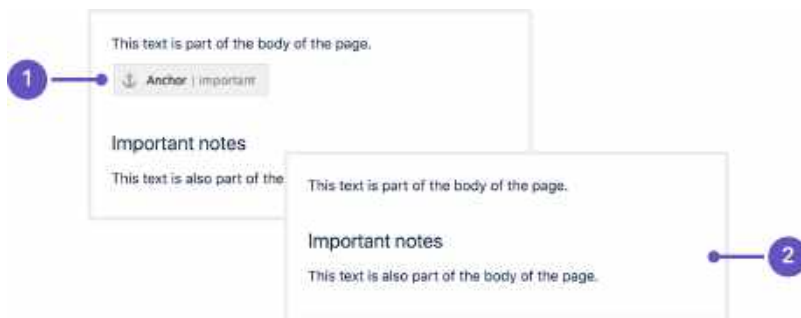 This text is part of the body of the page.
1
Anchor | important
Important notes
This text is also part of the
This text is part of the body of the page.
Important notes
2
This text is also part of the body of the page.